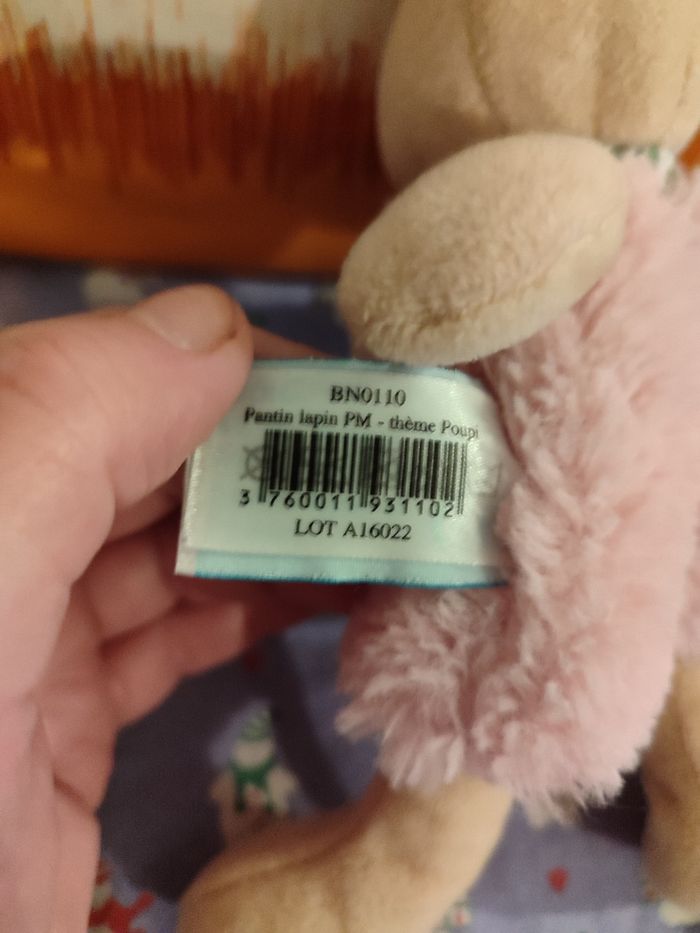 BN0110
Pantin lapin PM - thème Poupi
3 760011 931102
LOT A16022